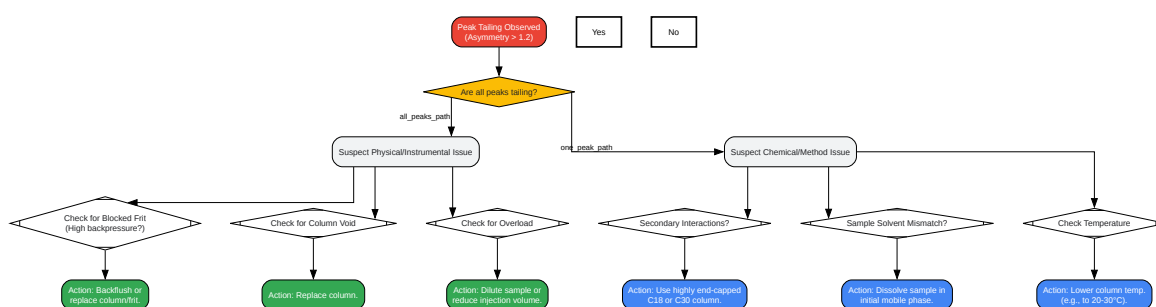 Peak Tailing Observed
(Asymmetry > 1.2)
Yes
No
Are all peaks tailing?
all_peaks_path
one_peak_path
Suspect Physical/Instrumental Issue
Suspect Chemical/Method Issue
Check for Blocked Frit
(High backpressure?)
Check for Column Void
Check for Overload
Secondary Interactions?
Sample Solvent Mismatch?
Check Temperature
Action: Backflush or
replace column/frit.
Action: Replace column.
Action: Dilute sample or
reduce injection volume.
Action: Use highly end-capped
C18 or C30 column.
Action: Dissolve sample in
initial mobile phase.
Action: Lower column temp.
(e.g., to 20-30°C).